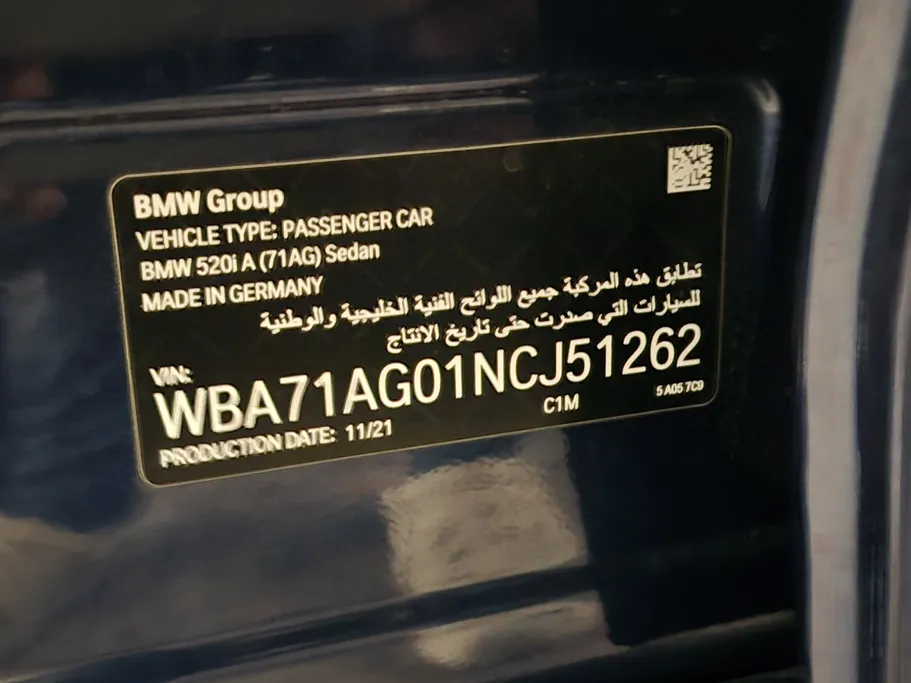 BMW Group
VEHICLE TYPE: PASSENGER CAR
BMW 520i A (71AG) Sedan
MADE IN GERMANY
تطابق هذه المركبة جميع اللوائح الفنية الخليجية والوطنية
للسيارات التي صدرت حتى تاريخ الانتاج
VIN:
WBA71AG01NCJ51262
PRODUCTION DATE: 11/21
C1M
5 A05 7C9